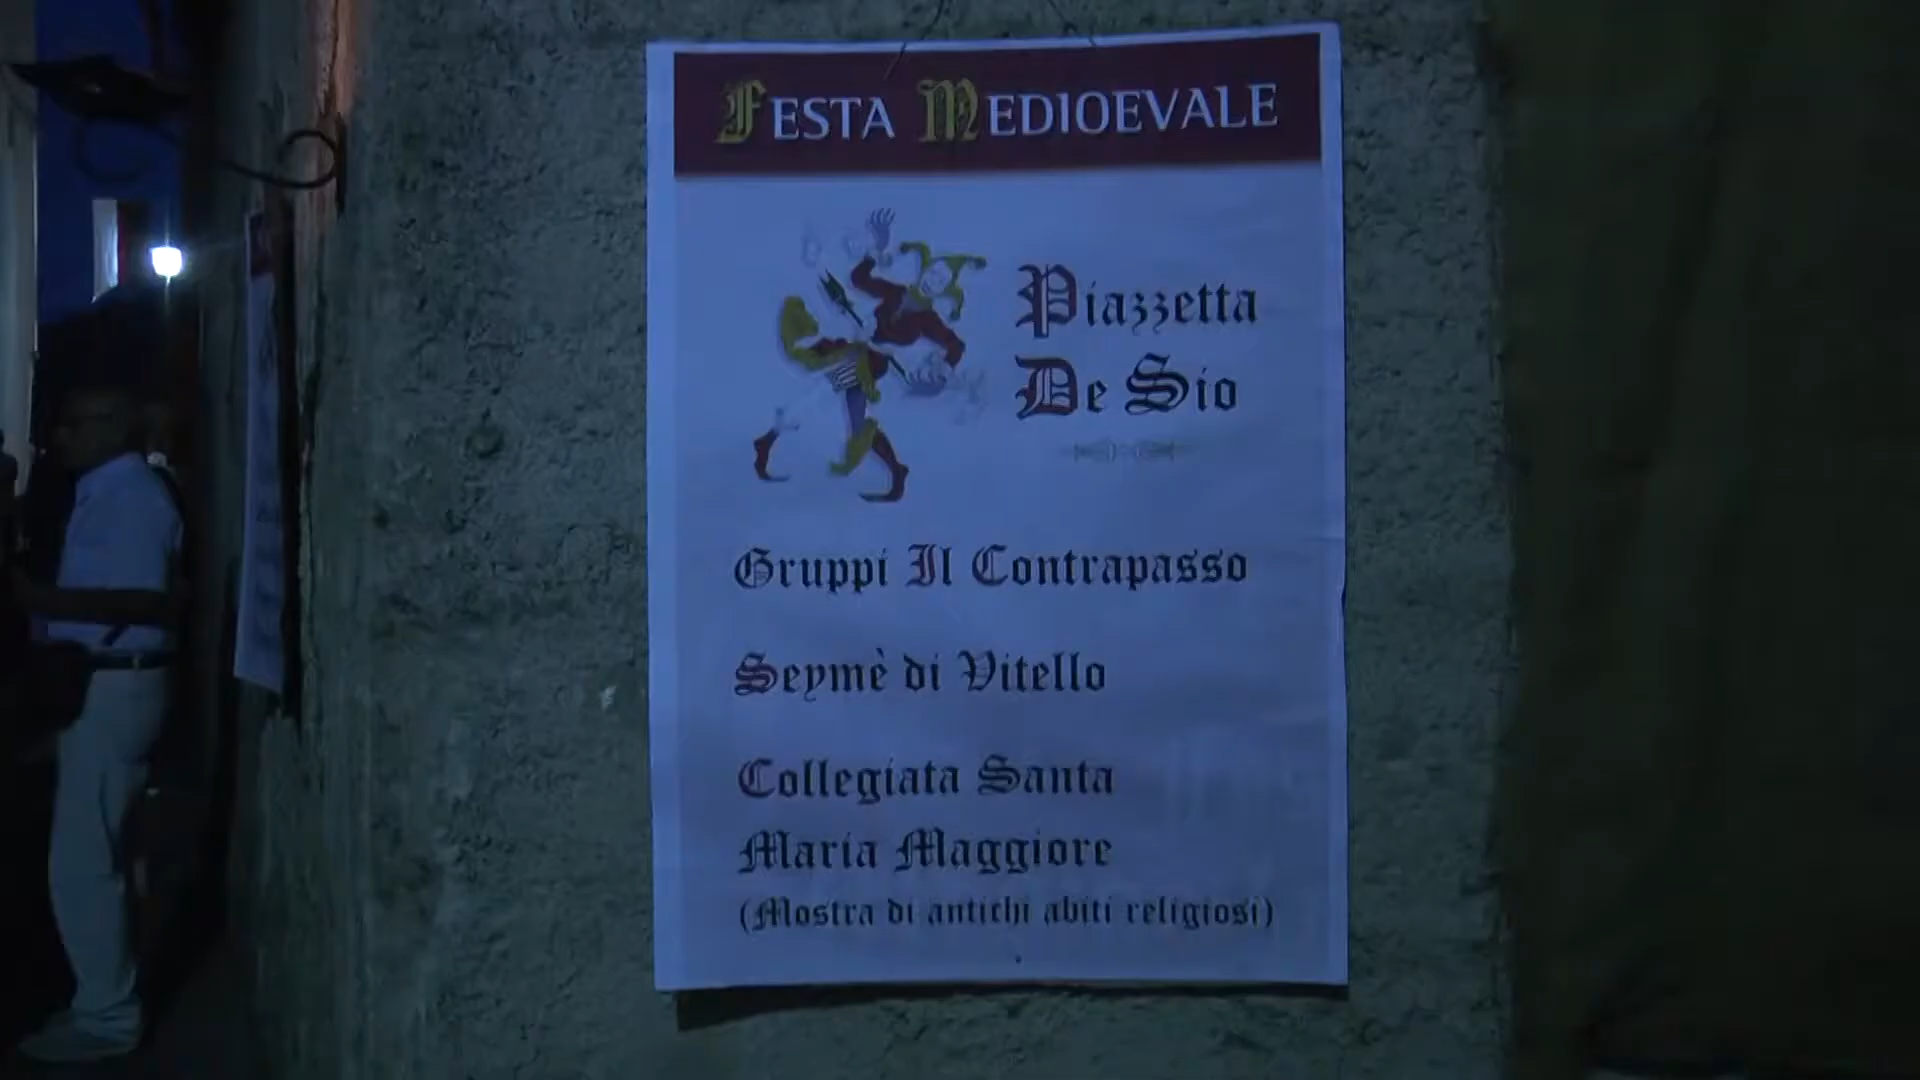 FESTA MEDIOEVALE
Piazzetta
De Sio
Gruppi Il Contrapasso
Seymè di Vitello
Collegiata Santa
Maria Maggiore
(Mostra di antichi abiti religiosi)